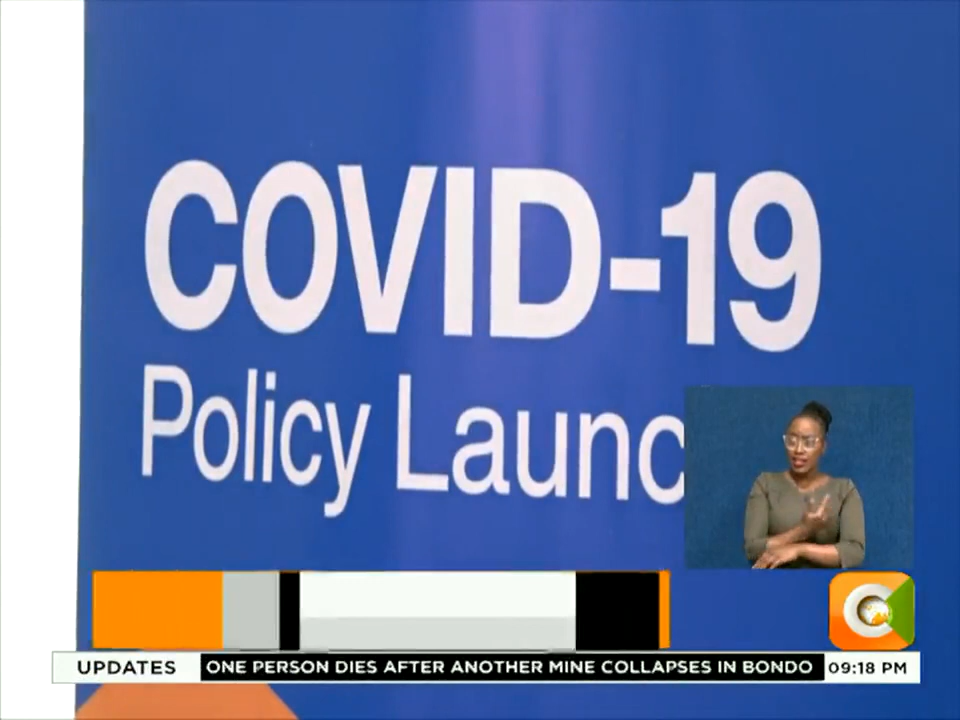 COVID-19
Policy Launc
UPDATES
ONE PERSON DIES AFTER ANOTHER MINE COLLAPSES IN BONDO
09:18 PM